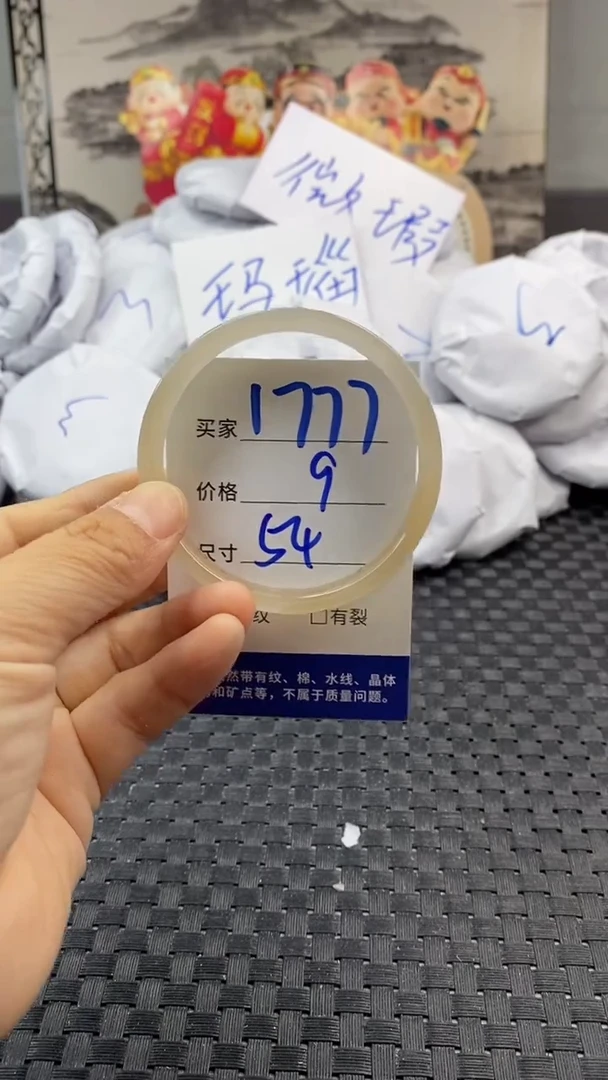 微瑕
玛瑙
买家 1777
价格 9
尺寸 54
纹 □有裂
然带有纹、棉、水线、晶体
和矿点等，不属于质量问题。